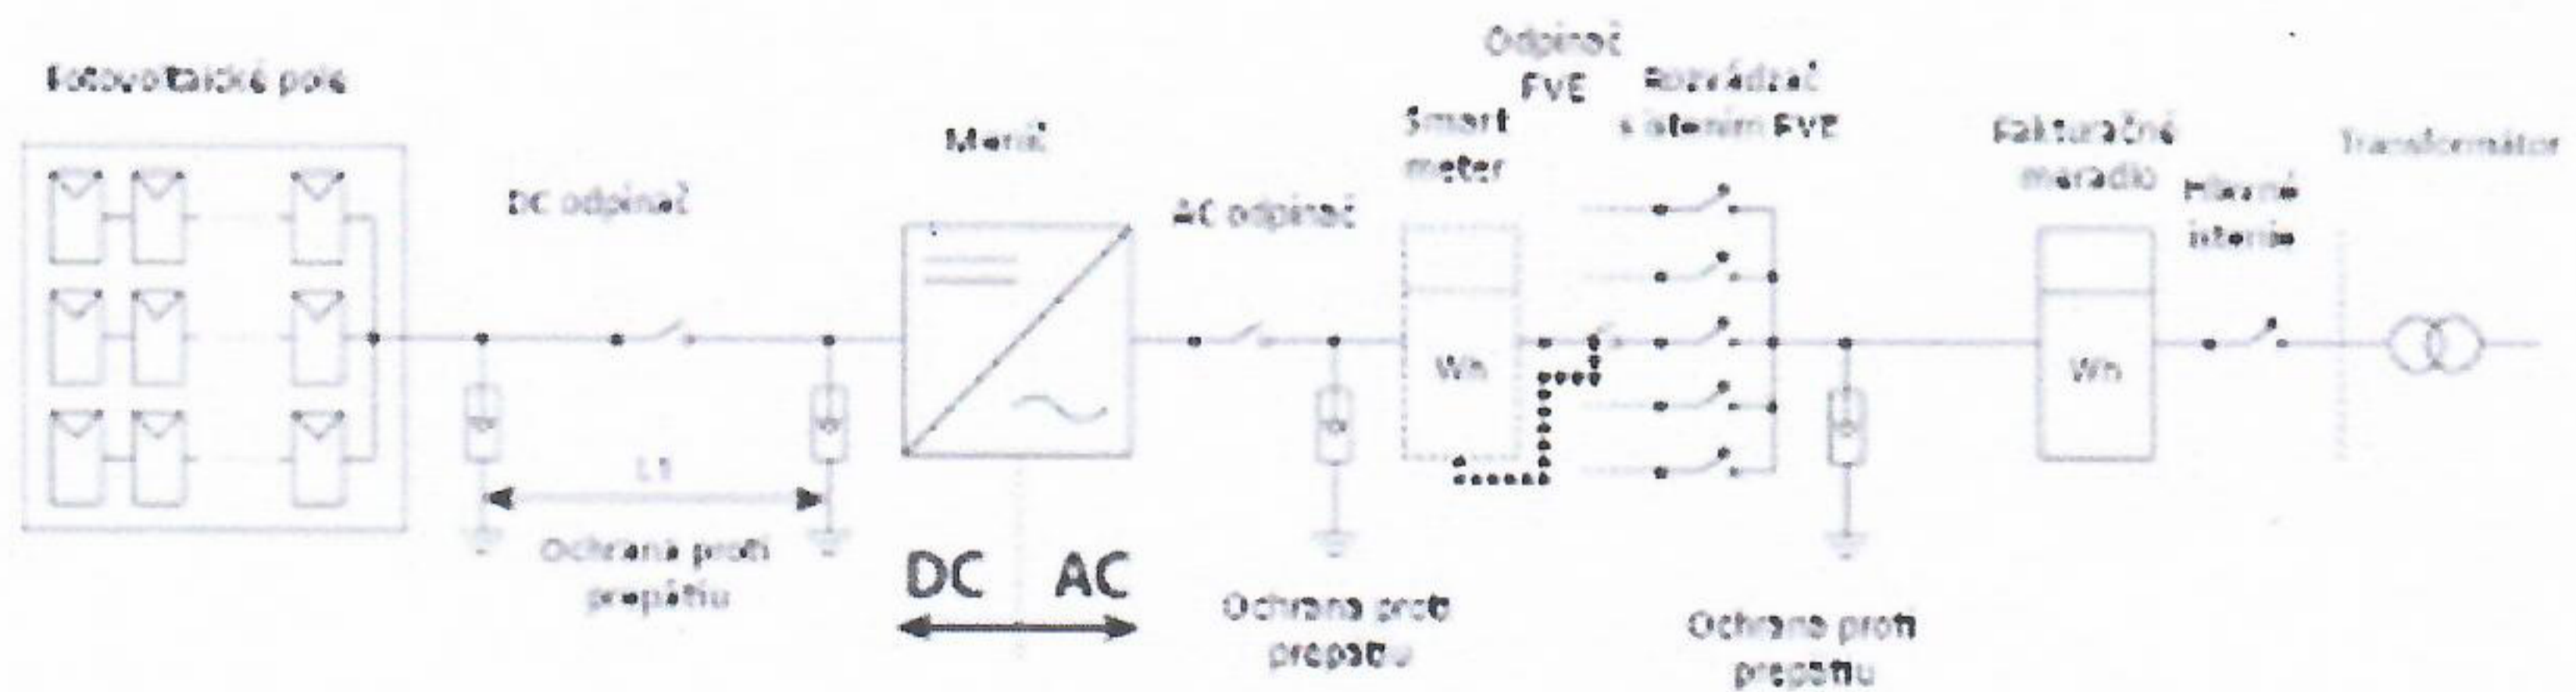 Fotovoltaické pole
DC odpínač
L1
Ochrana proti
prepätiu
Menič
DC AC
AC odpínač
Ochrana proti
prepätiu
Smart
meter
Wh
Odpínač
FVE
Rozvádzač
s istením FVE
Ochrana proti
prepätiu
Fakturačné
meradlo
Wh
Hlavné
istenie
Transformátor